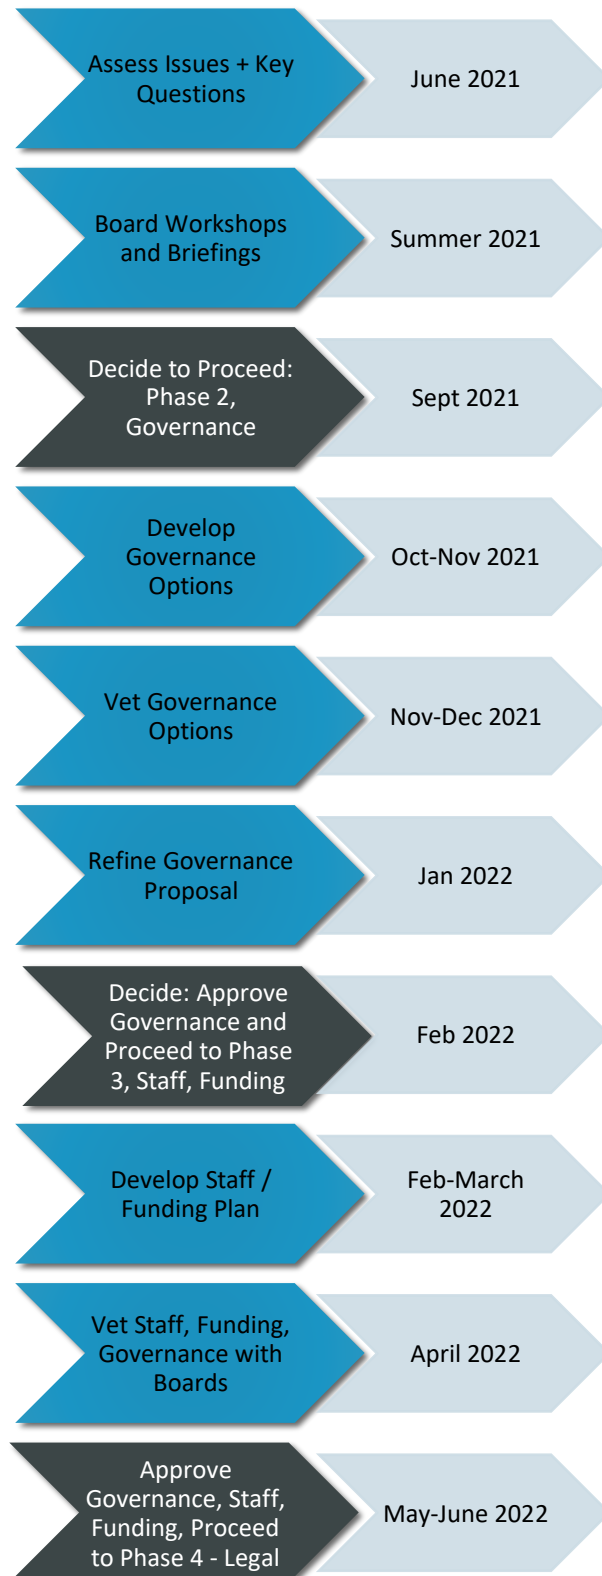 Assess Issues + Key
Questions
June 2021
Board Workshops
and Briefings
Summer 2021
Decide to Proceed:
Phase 2,
Governance
Sept 2021
Develop
Governance
Options
Oct-Nov 2021
Vet Governance
Options
Nov-Dec 2021
Refine Governance
Proposal
Jan 2022
Decide: Approve
Governance and
Proceed to Phase
3, Staff, Funding
Feb 2022
Develop Staff /
Funding Plan
Feb-March
2022
Vet Staff, Funding,
Governance with
Boards
April 2022
Approve
Governance, Staff,
Funding, Proceed
to Phase 4 - Legal
May-June 2022